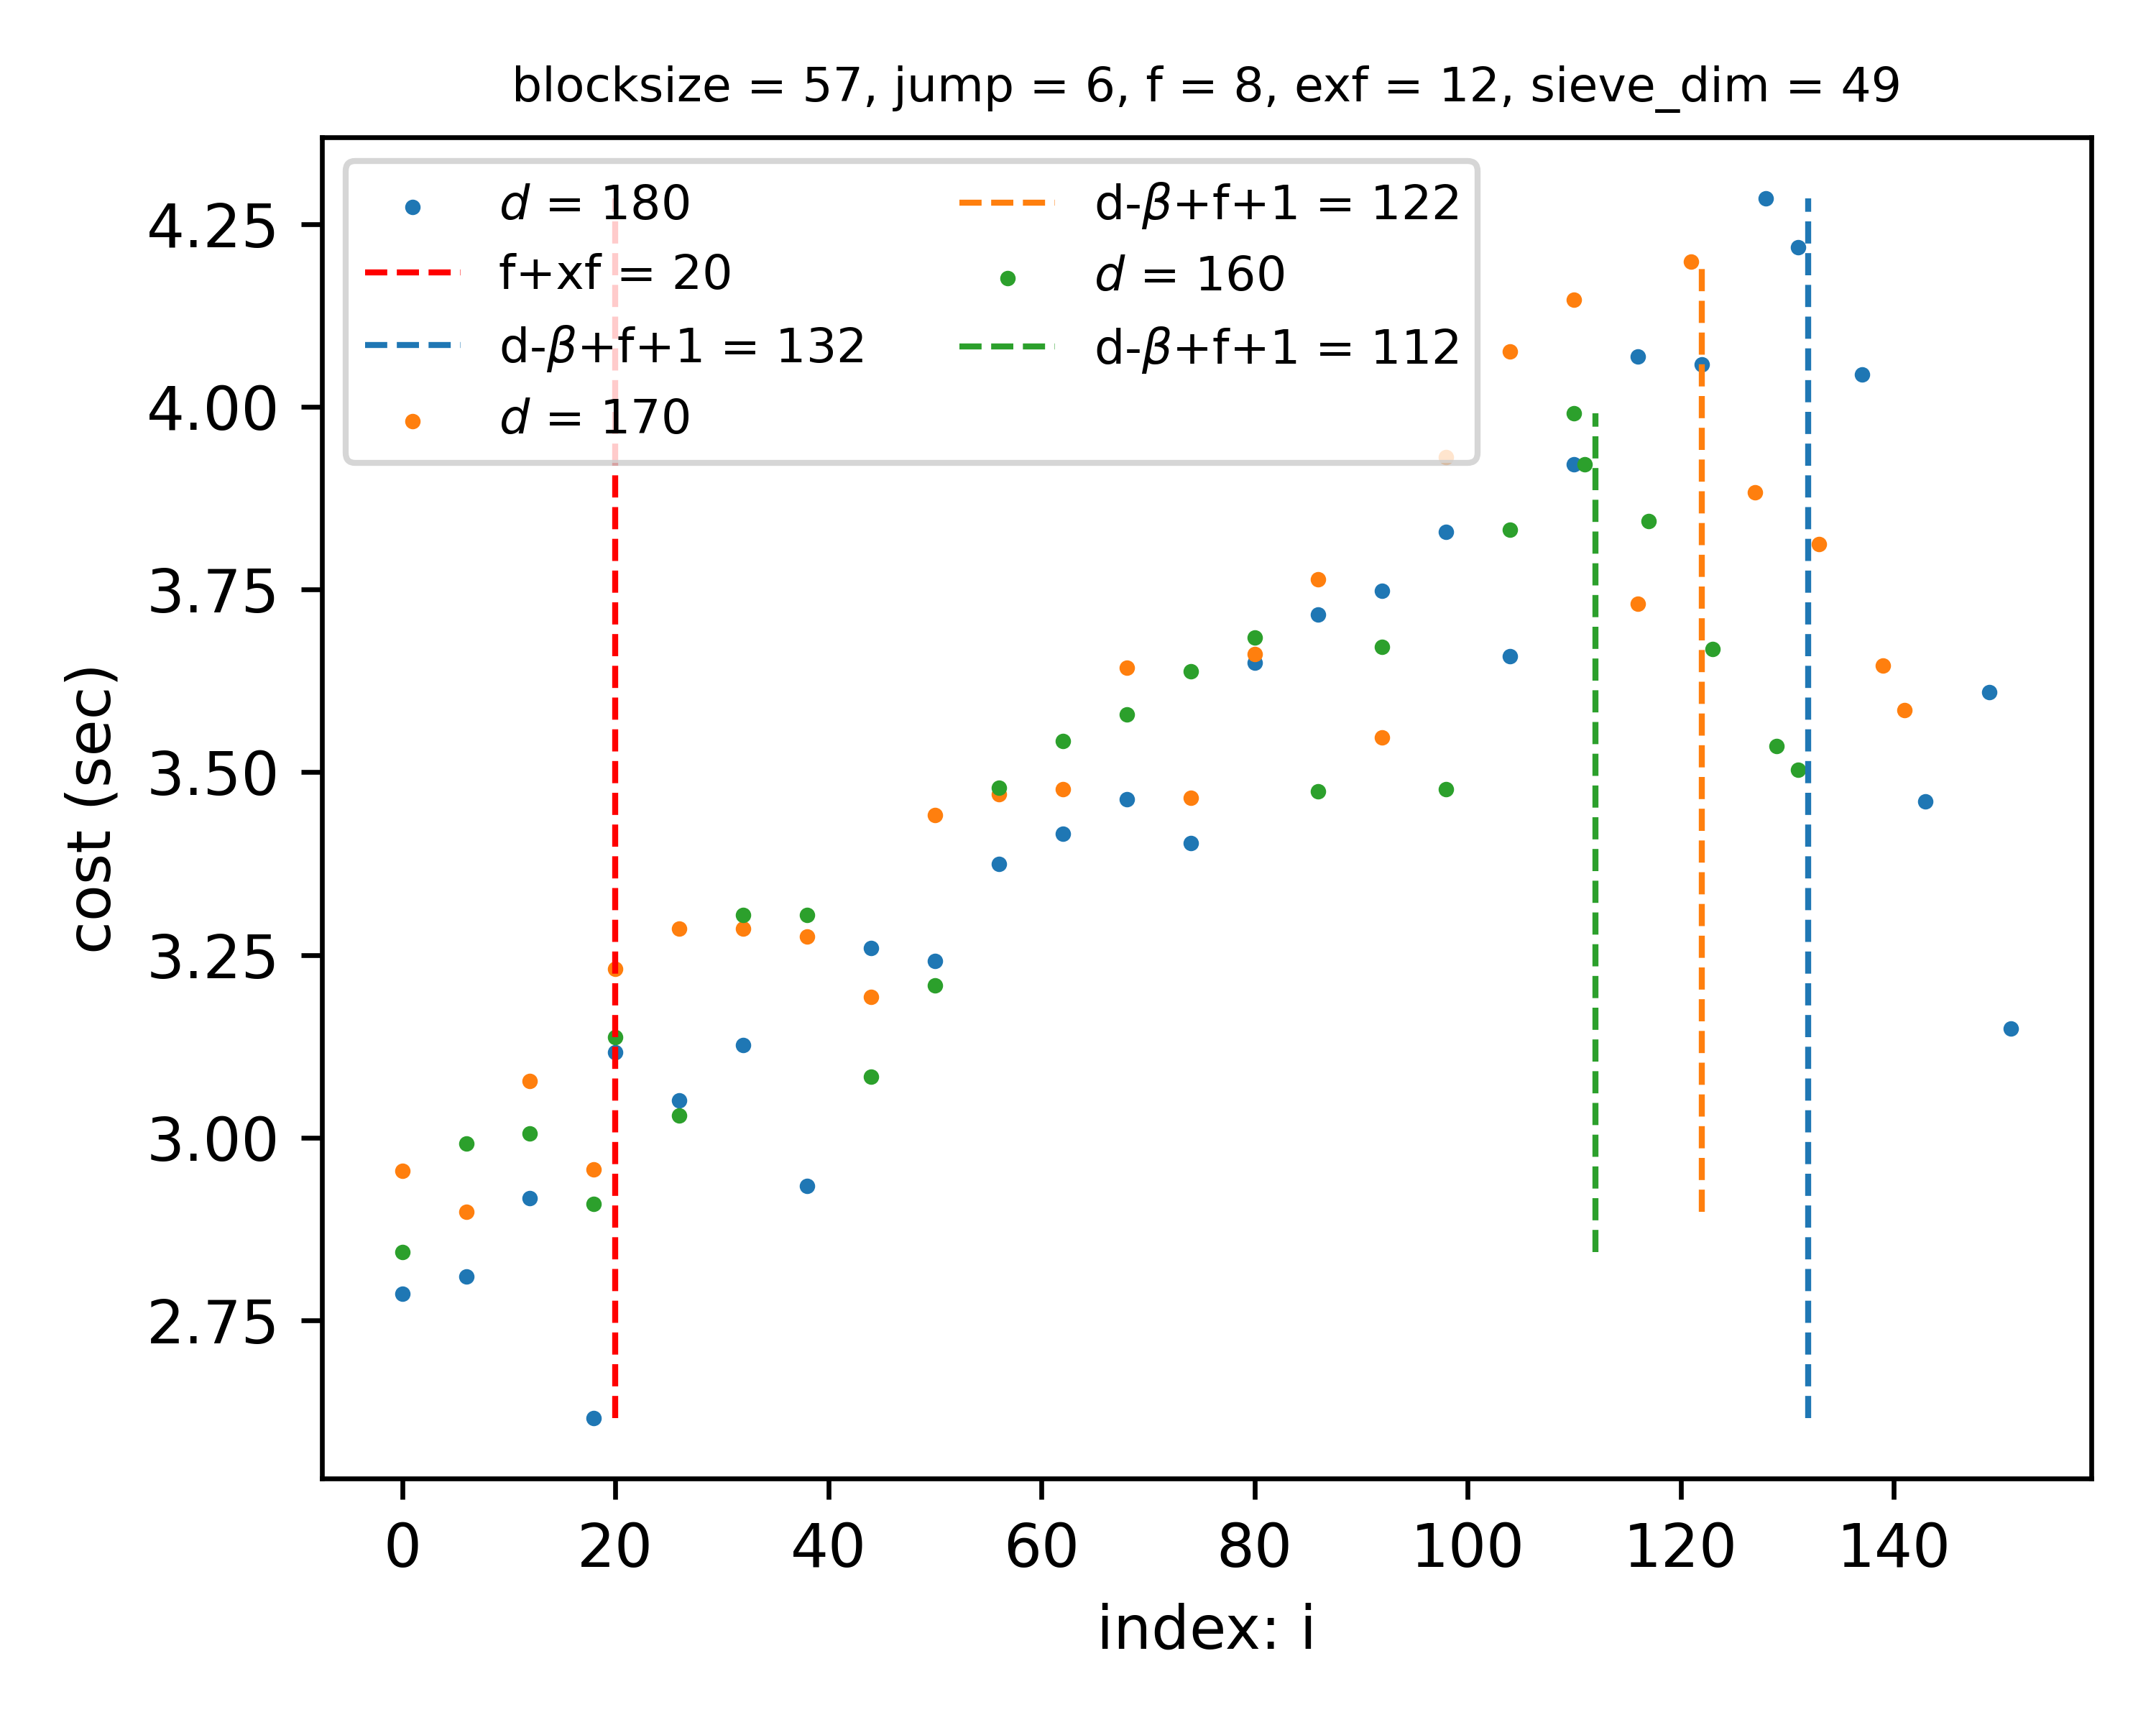 blocksize = 57, jump = 6, f = 8, exf = 12, sieve_dim = 49
d = 180
f+xf = 20
d-β+f+1 = 132
d = 170
d-β+f+1 = 122
d = 160
d-β+f+1 = 112
4.25
4.00
3.75
3.50
3.25
3.00
2.75
cost (sec)
0 20 40 60 80 100 120 140
index: i